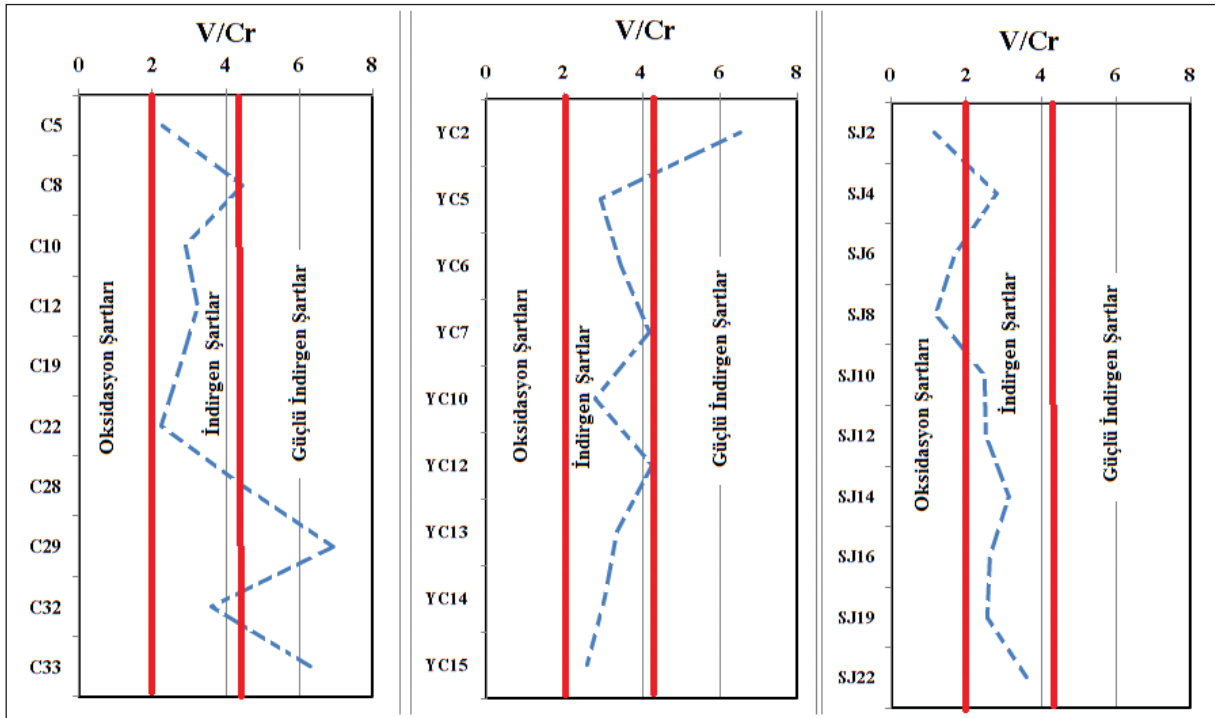 V/Cr
0 2 4 6 8
C5
C8
C10
C12
C19
C22
C28
C29
C32
C33
Oksidasyon Şartları
İndirgen Şartlar
Güçlü İndirgen Şartlar
V/Cr
0 2 4 6 8
YC2
YC5
YC6
YC7
YC10
YC12
YC13
YC14
YC15
Oksidasyon Şartları
İndirgen Şartlar
Güçlü İndirgen Şartlar
V/Cr
0 2 4 6 8
SJ2
SJ4
SJ6
SJ8
SJ10
SJ12
SJ14
SJ16
SJ19
SJ22
Oksidasyon Şartları
İndirgen Şartlar
Güçlü İndirgen Şartlar